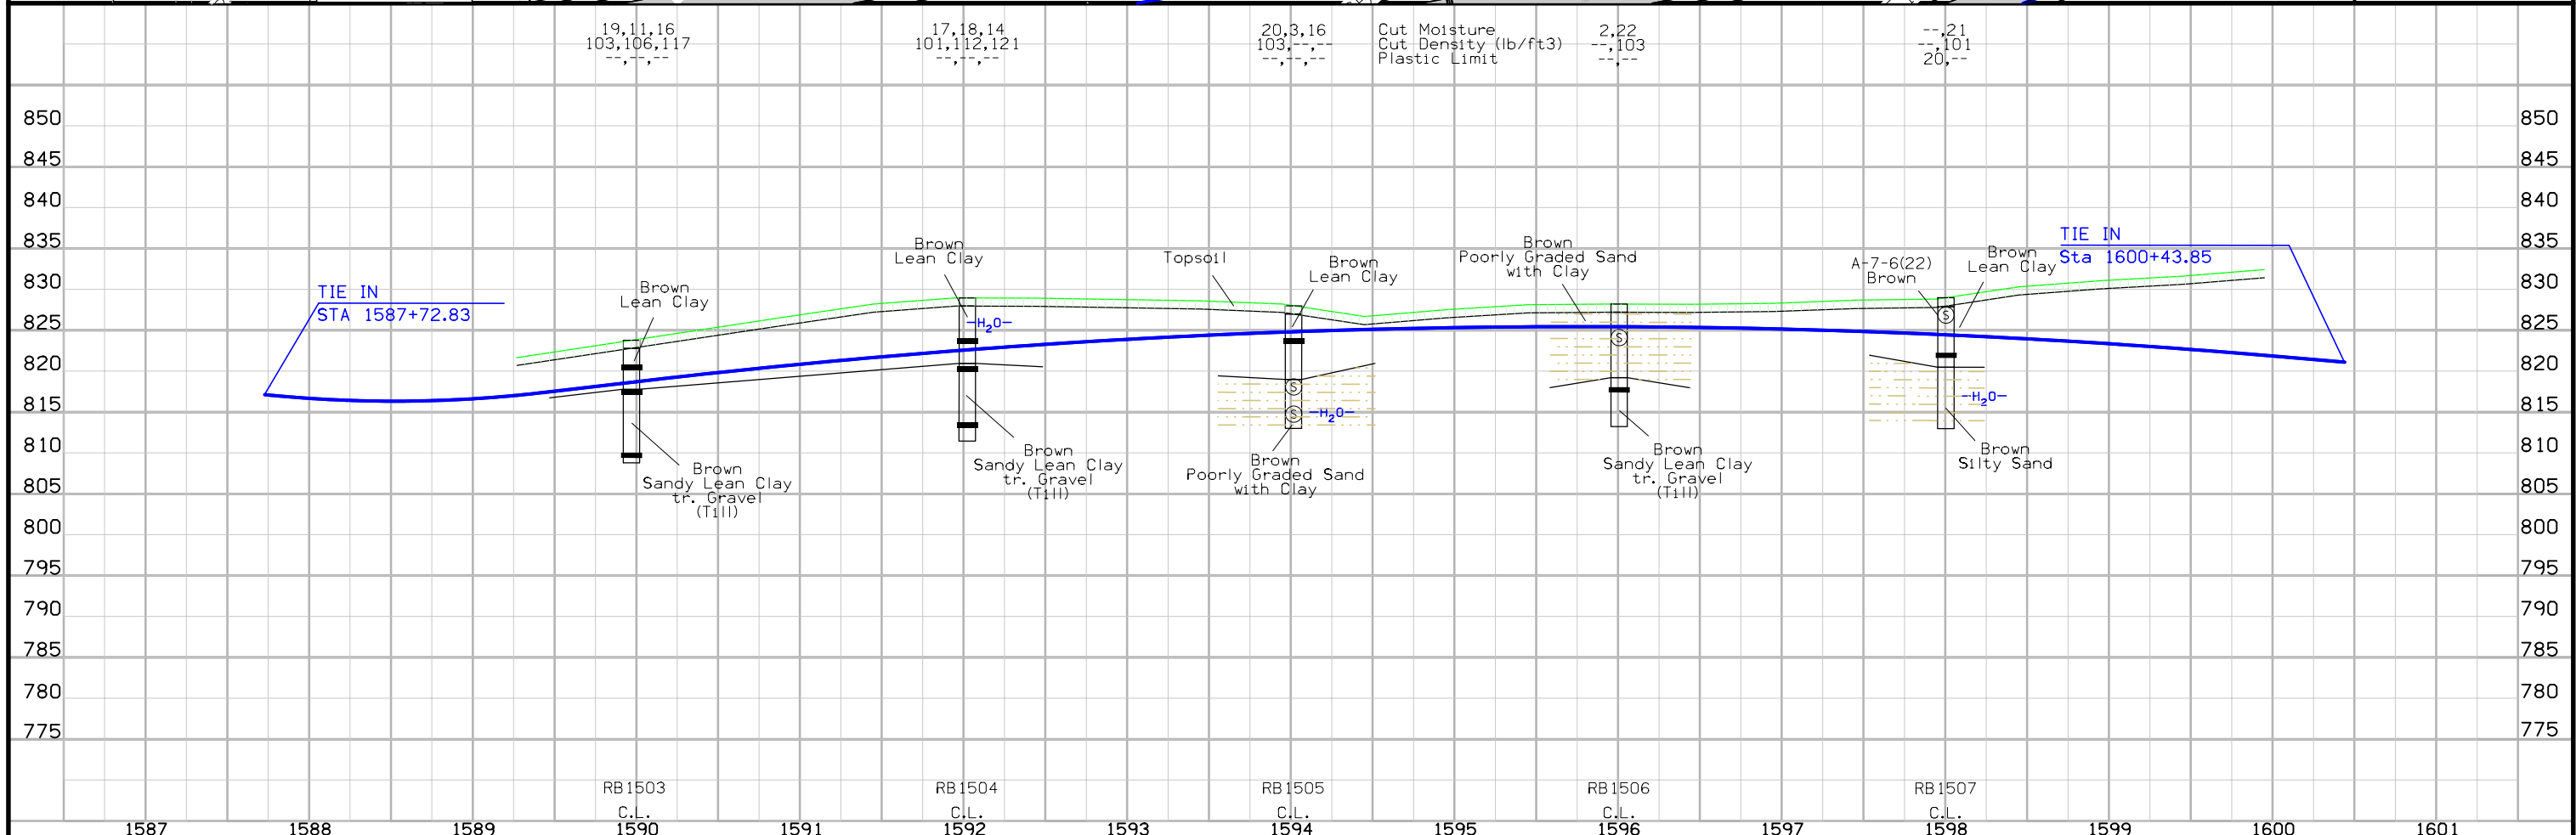 19,11,16
103,106,117
--,--,--
17,18,14
101,112,121
--,--,--
20,3,16
103,--,--
--,--,--
Cut Moisture
Cut Density (lb/ft3)
Plastic Limit
2,22
--,103
--,--
--,21
--,101
20,--
850 850
845 845
840 840
835 835
830 830
825 825
820 820
815 815
810 810
805 805
800 800
795 795
790 790
785 785
780 780
775 775
TIE IN
STA 1587+72.83
Brown
Lean Clay
Brown
Lean Clay
-H2O-
Topsoil
Brown
Lean Clay
Brown
Poorly Graded Sand
with Clay
A-7-6(22)
Brown
Brown
Lean Clay
TIE IN
Sta 1600+43.85
S
S
S
S
-H2O-
-H2O-
Brown
Sandy Lean Clay
tr. Gravel
(Till)
Brown
Sandy Lean Clay
tr. Gravel
(Till)
Brown
Poorly Graded Sand
with Clay
Brown
Sandy Lean Clay
tr. Gravel
(Till)
Brown
Silty Sand
RB1503
C.L.
RB1504
C.L.
RB1505
C.L.
RB1506
C.L.
RB1507
C.L.
1587 1588 1589 1590 1591 1592 1593 1594 1595 1596 1597 1598 1599 1600 1601